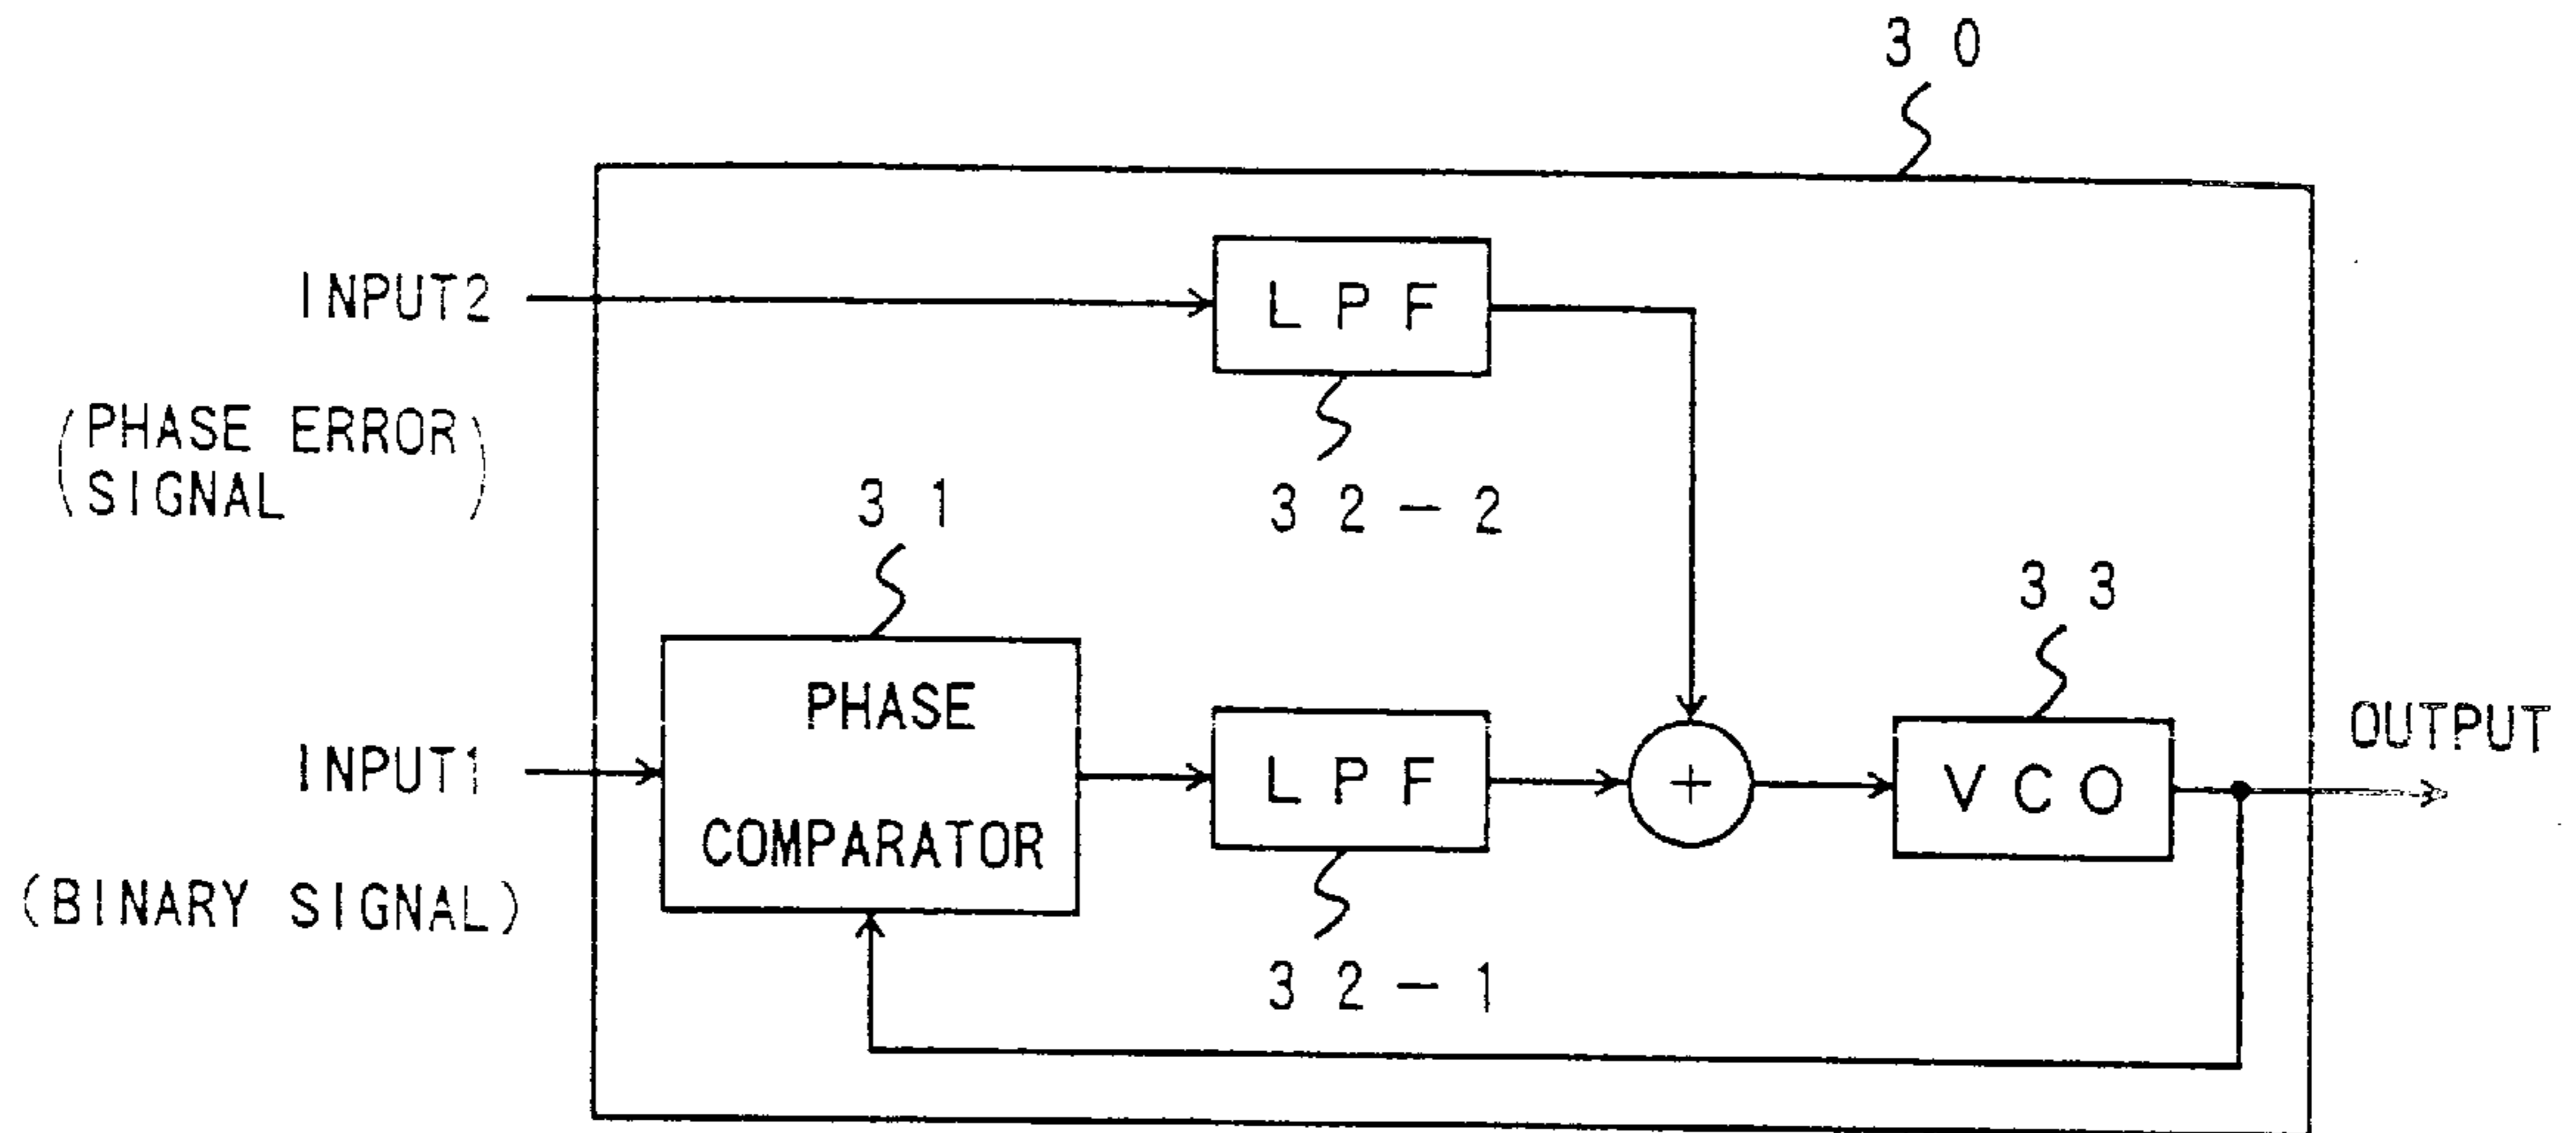 30
INPUT2
LPF
(PHASE ERROR
SIGNAL)
32-2
31
33
PHASE
COMPARATOR
INPUT1
LPF
+
VCO
OUTPUT
(BINARY SIGNAL)
32-1